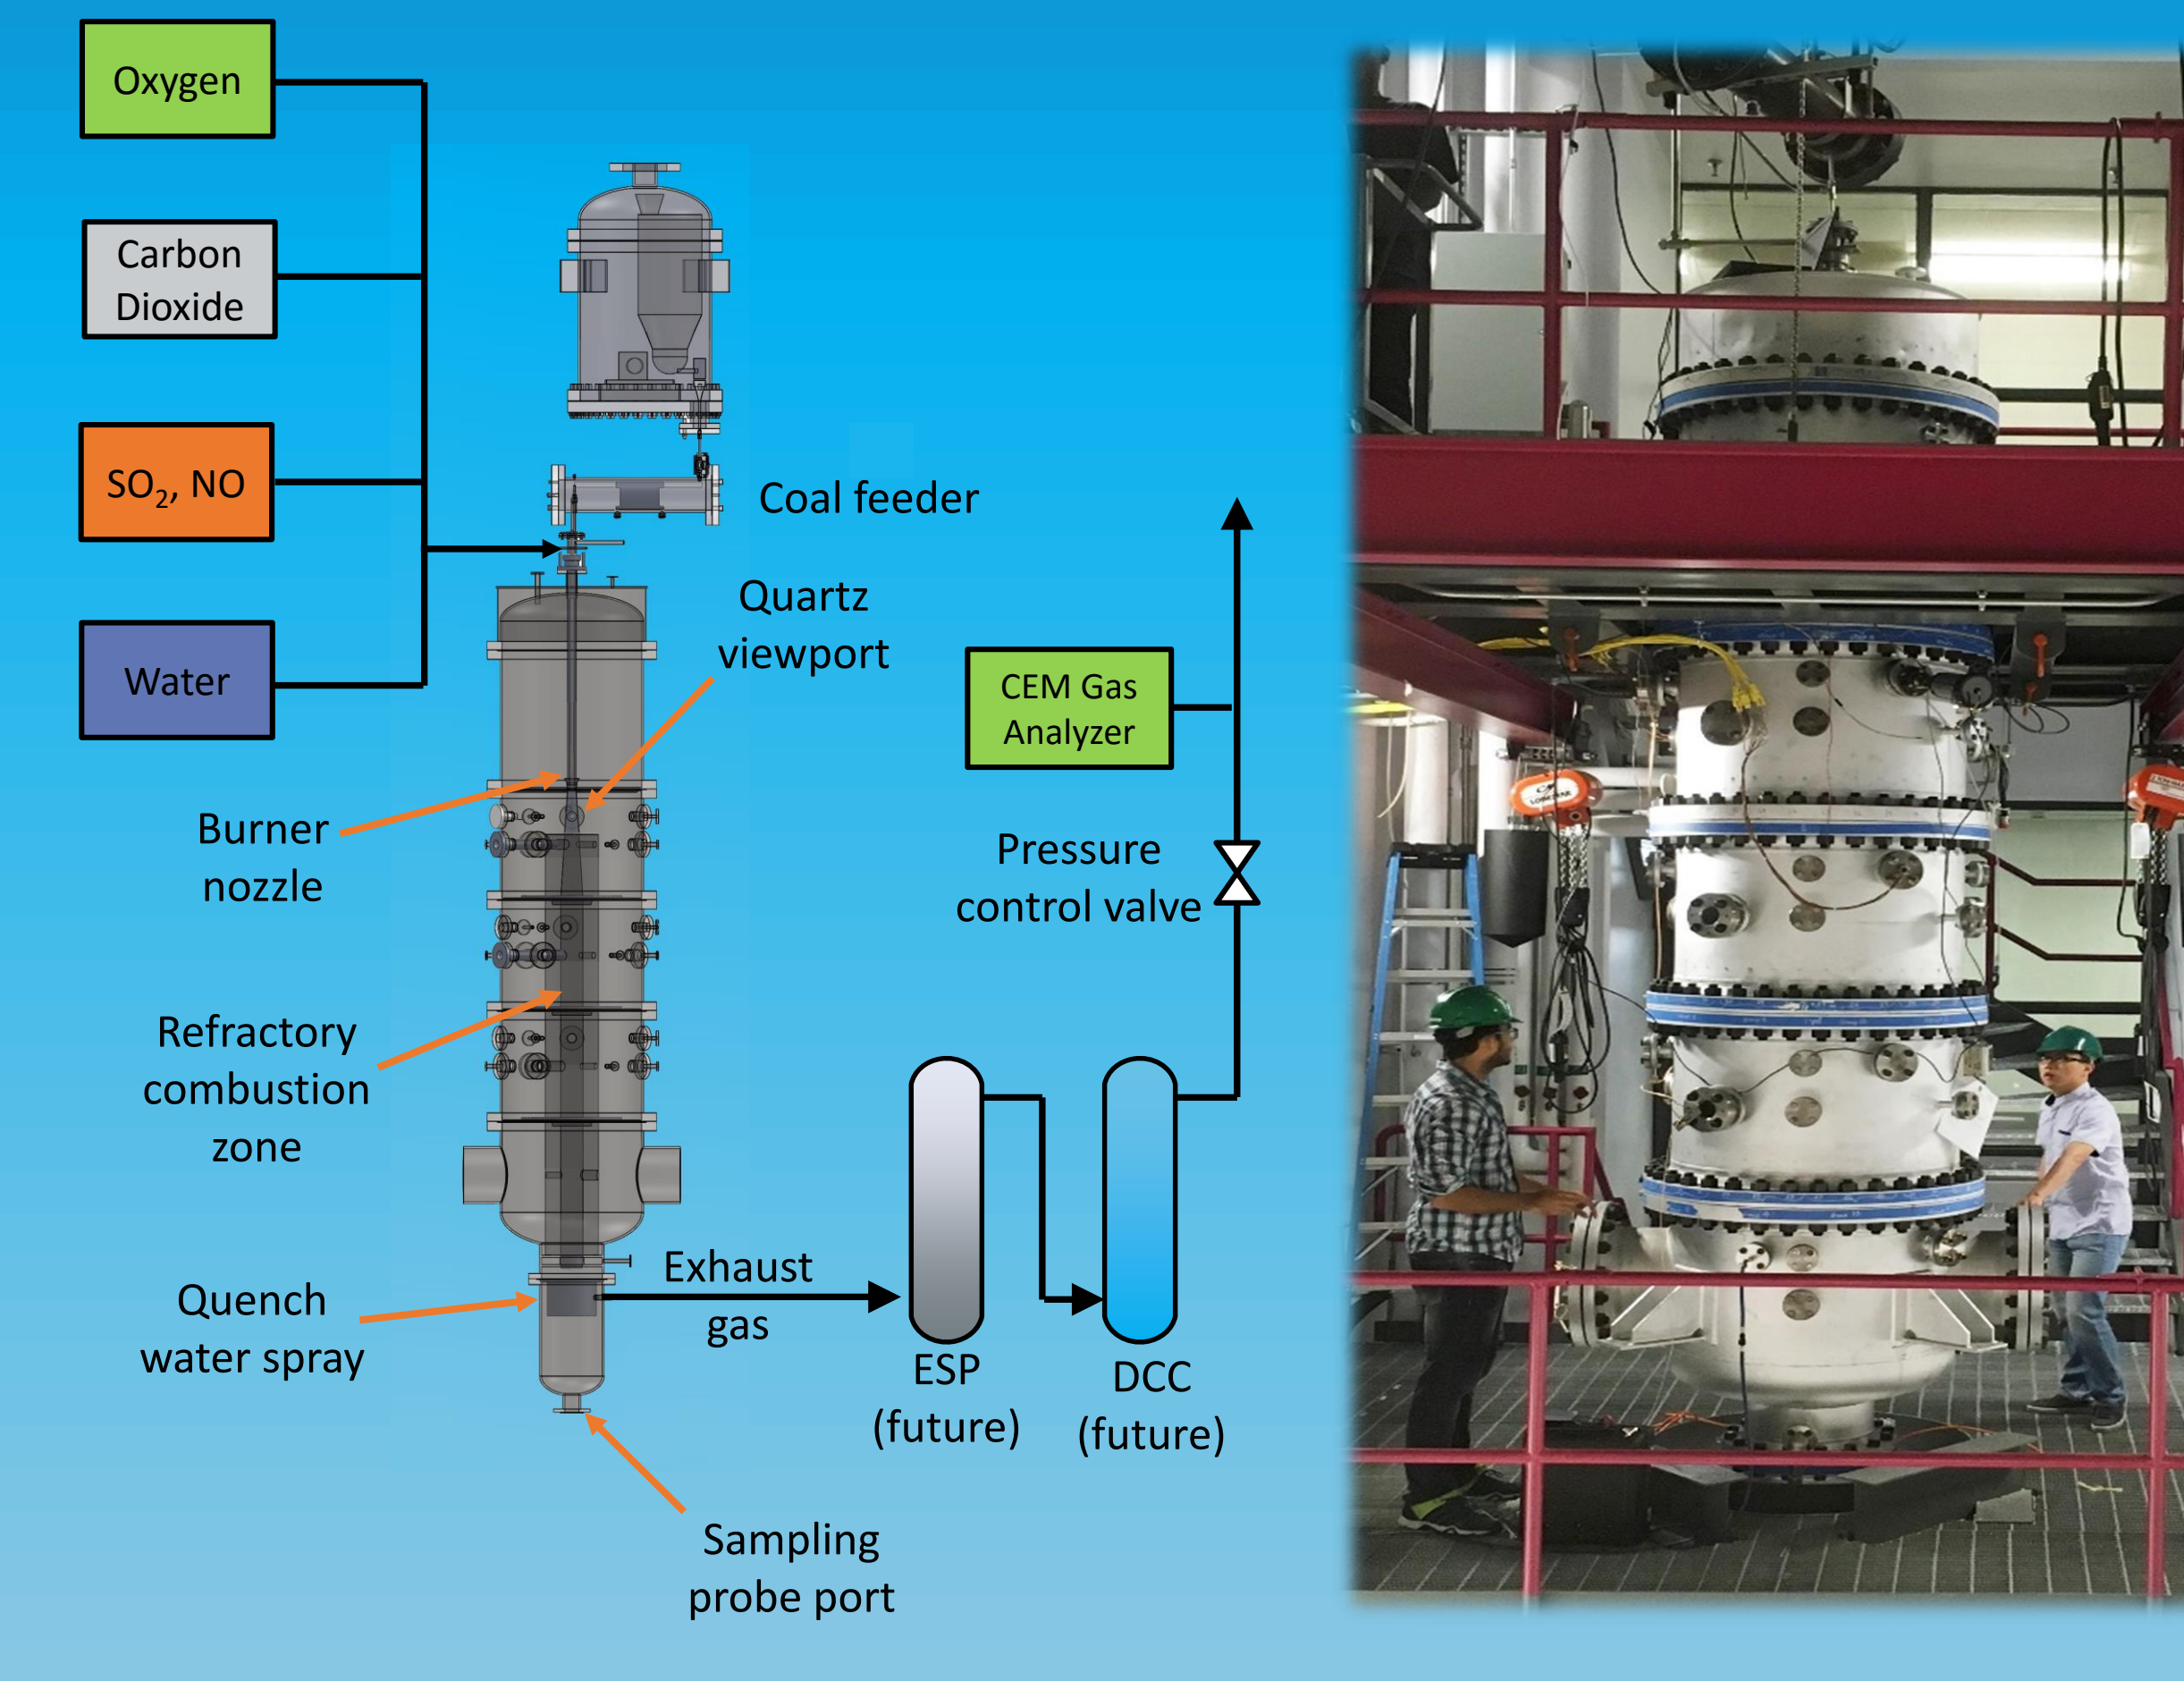 Oxygen
Carbon
Dioxide
SO₂, NO
Water
Coal feeder
Quartz
viewport
CEM Gas
Analyzer
Burner
nozzle
Pressure
control valve
Refractory
combustion
zone
Quench
water spray
Exhaust
gas
ESP
(future)
DCC
(future)
Sampling
probe port